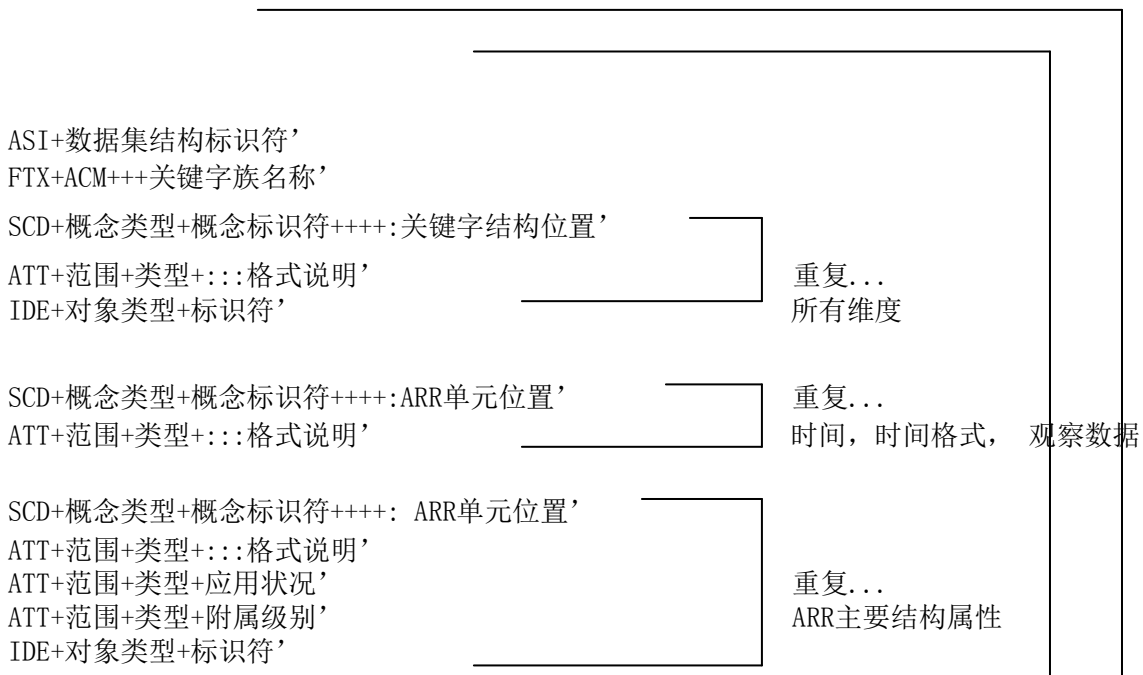 ASI+数据集结构标识符’
FTX+ACM+++关键字族名称’
SCD+概念类型+概念标识符++++:关键字结构位置’
ATT+范围+类型+:::格式说明’ 重复...
IDE+对象类型+标识符’ 所有维度
SCD+概念类型+概念标识符++++:ARR单元位置’ 重复...
ATT+范围+类型+:::格式说明’ 时间，时间格式， 观察数据
SCD+概念类型+概念标识符++++: ARR单元位置’
ATT+范围+类型+:::格式说明’
ATT+范围+类型+应用状况’ 重复...
ATT+范围+类型+附属级别’ ARR主要结构属性
IDE+对象类型+标识符’